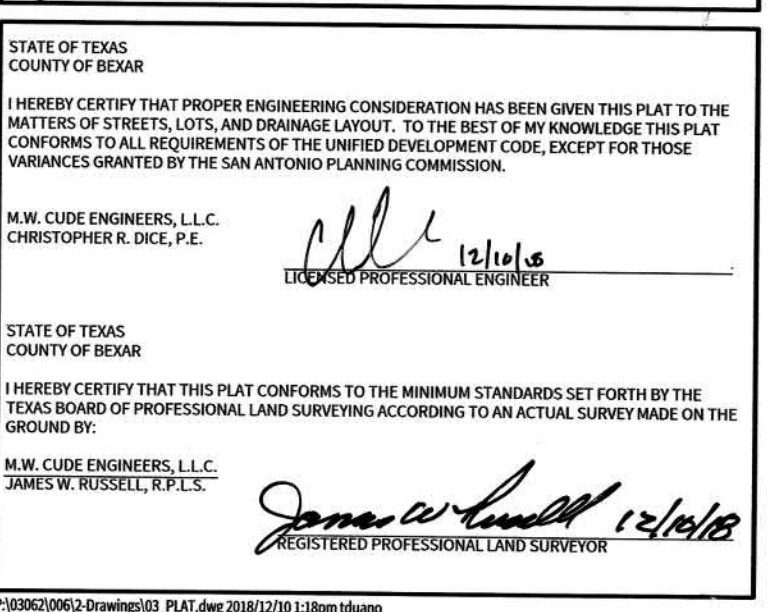 STATE OF TEXAS
COUNTY OF BEXAR
I HEREBY CERTIFY THAT PROPER ENGINEERING CONSIDERATION HAS BEEN GIVEN THIS PLAT TO THE
MATTERS OF STREETS, LOTS, AND DRAINAGE LAYOUT. TO THE BEST OF MY KNOWLEDGE THIS PLAT
CONFORMS TO ALL REQUIREMENTS OF THE UNIFIED DEVELOPMENT CODE, EXCEPT FOR THOSE
VARIANCES GRANTED BY THE SAN ANTONIO PLANNING COMMISSION.
M.W. CUDE ENGINEERS, L.L.C.
CHRISTOPHER R. DICE, P.E.
12/10/18
LICENSED PROFESSIONAL ENGINEER
STATE OF TEXAS
COUNTY OF BEXAR
I HEREBY CERTIFY THAT THIS PLAT CONFORMS TO THE MINIMUM STANDARDS SET FORTH BY THE
TEXAS BOARD OF PROFESSIONAL LAND SURVEYING ACCORDING TO AN ACTUAL SURVEY MADE ON THE
GROUND BY:
M.W. CUDE ENGINEERS, L.L.C.
JAMES W. RUSSELL, R.P.L.S.
James W Russell 12/10/18
REGISTERED PROFESSIONAL LAND SURVEYOR
:\03062\006\2-Drawings\03_PLAT.dwg 2018/12/10 1:18pm tduano